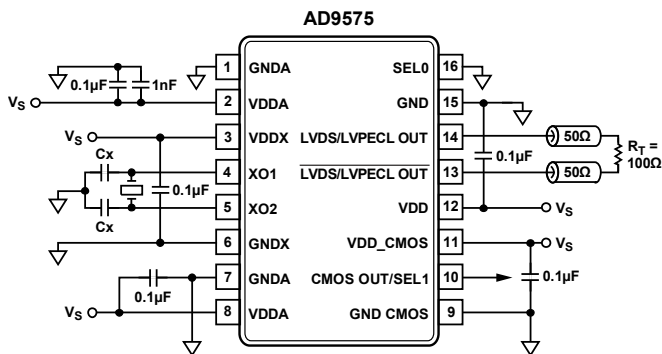 AD9575
1 GNDA
SEL0 16
0.1µF 1nF
VS 2 VDDA
GND 15
VS 3 VDDX
LVDS/LVPECL OUT 14 50Ω
RT = 100Ω
Cx 4 XO1
LVDS/LVPECL OUT 13 50Ω
0.1µF
0.1µF
Cx 5 XO2
VDD 12 VS
6 GNDX
VDD_CMOS 11 VS
7 GNDA
0.1µF
CMOS OUT/SEL1 10
0.1µF
VS 8 VDDA
GND CMOS 9